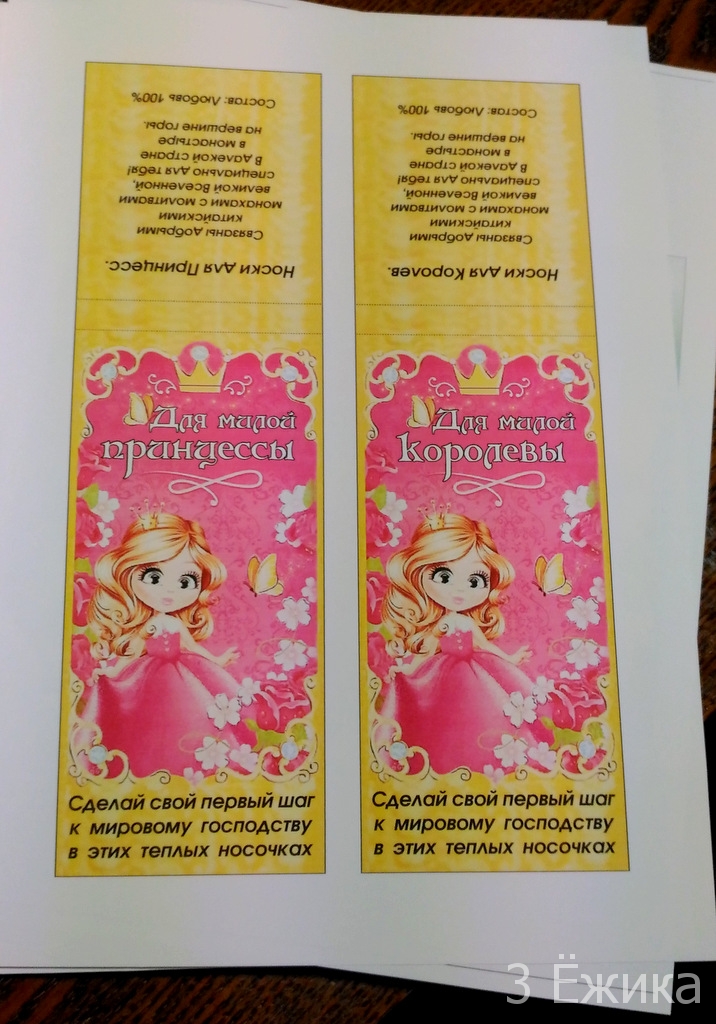 Носки для Принцесс.
Связаны добрыми
китайскими
монахами с молитвами
великой Вселенной,
специально для тебя!
В далекой стране
в монастыре
на вершине горы.
Состав: Любовь 100%
Для милой
принцессы
Сделай свой первый шаг
к мировому господству
в этих теплых носочках
Носки для Королев.
Связаны добрыми
китайскими
монахами с молитвами
великой Вселенной,
специально для тебя!
В далекой стране
в монастыре
на вершине горы.
Состав: Любовь 100%
Для милой
королевы
Сделай свой первый шаг
к мировому господству
в этих теплых носочках
3 Ёжика